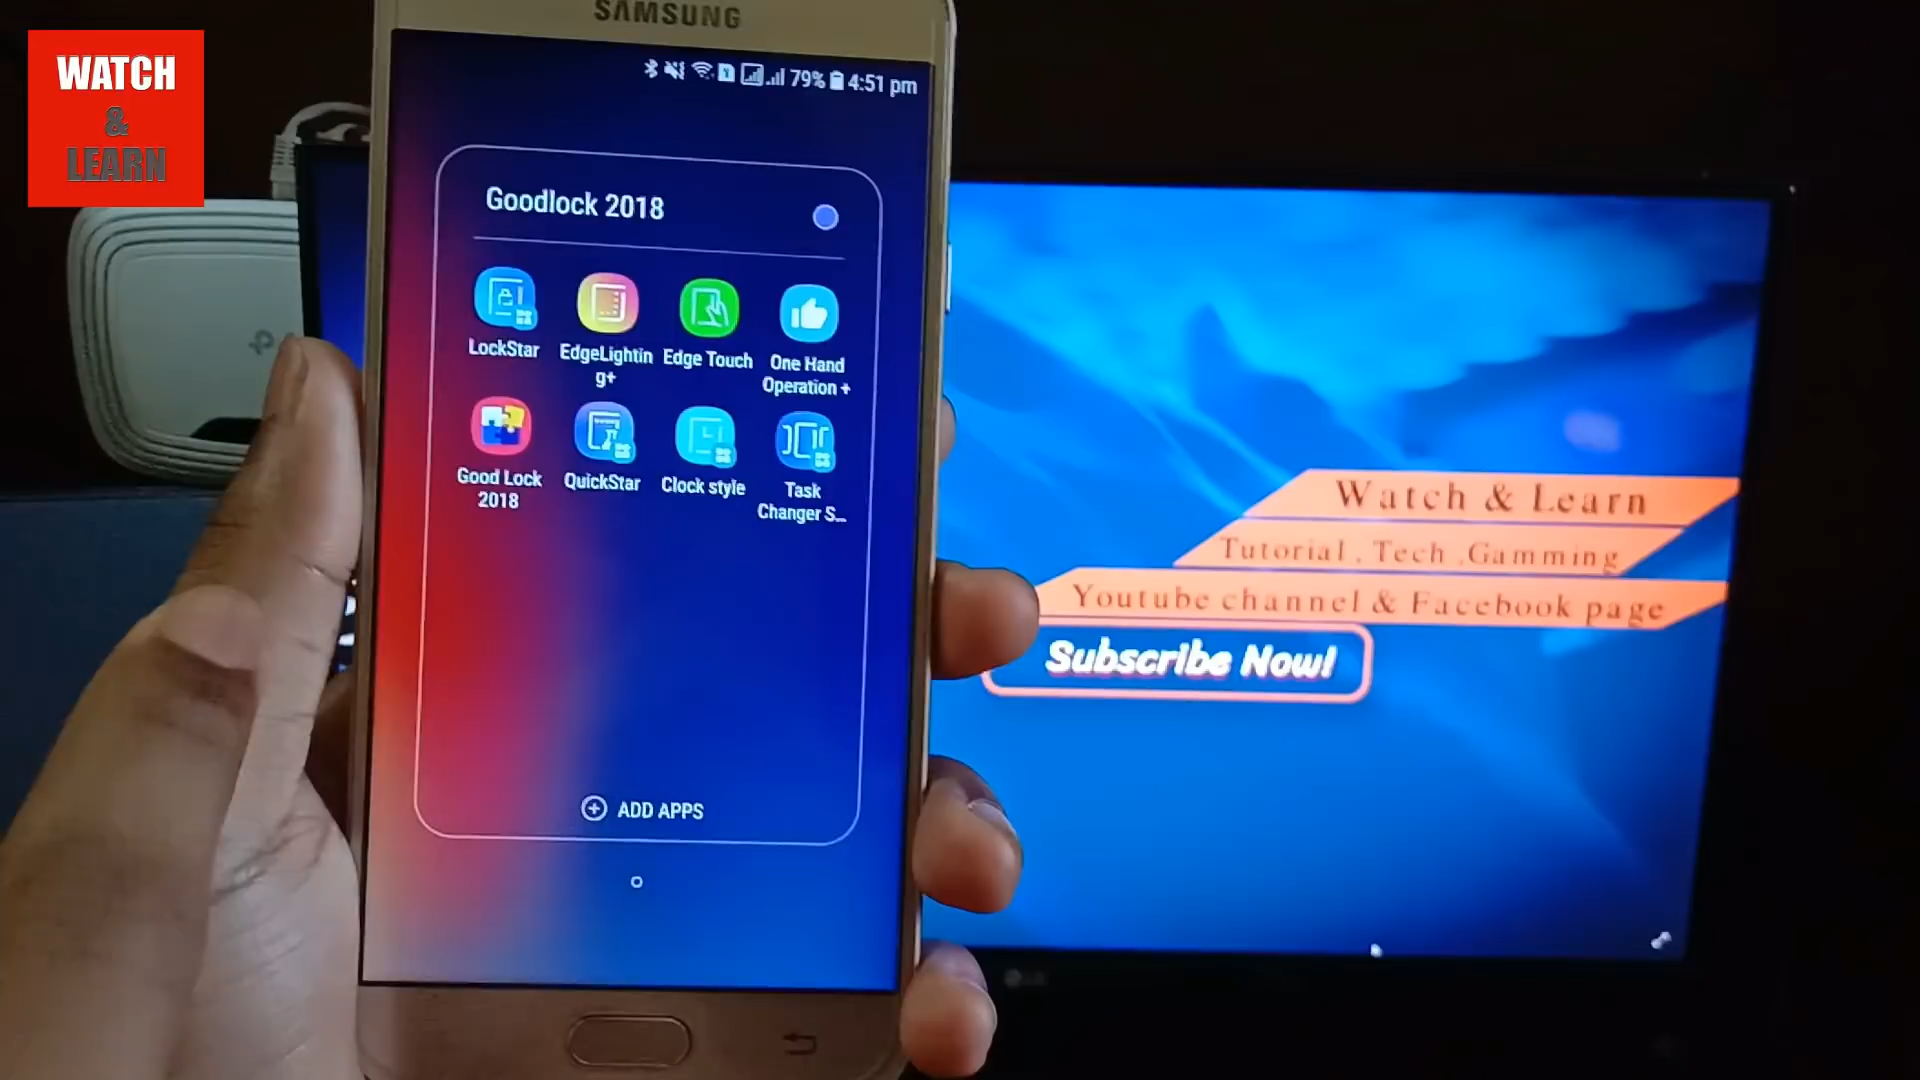 WATCH
&
LEARN
SAMSUNG
79% 4:51 pm
Goodlock 2018
LockStar
EdgeLightin
g+
Edge Touch
One Hand
Operation +
Good Lock
2018
QuickStar
Clock style
Task
Changer S...
ADD APPS
Watch & Learn
Tutorial , Tech ,Gamming
Youtube channel & Facebook page
Subscribe Now!
LG